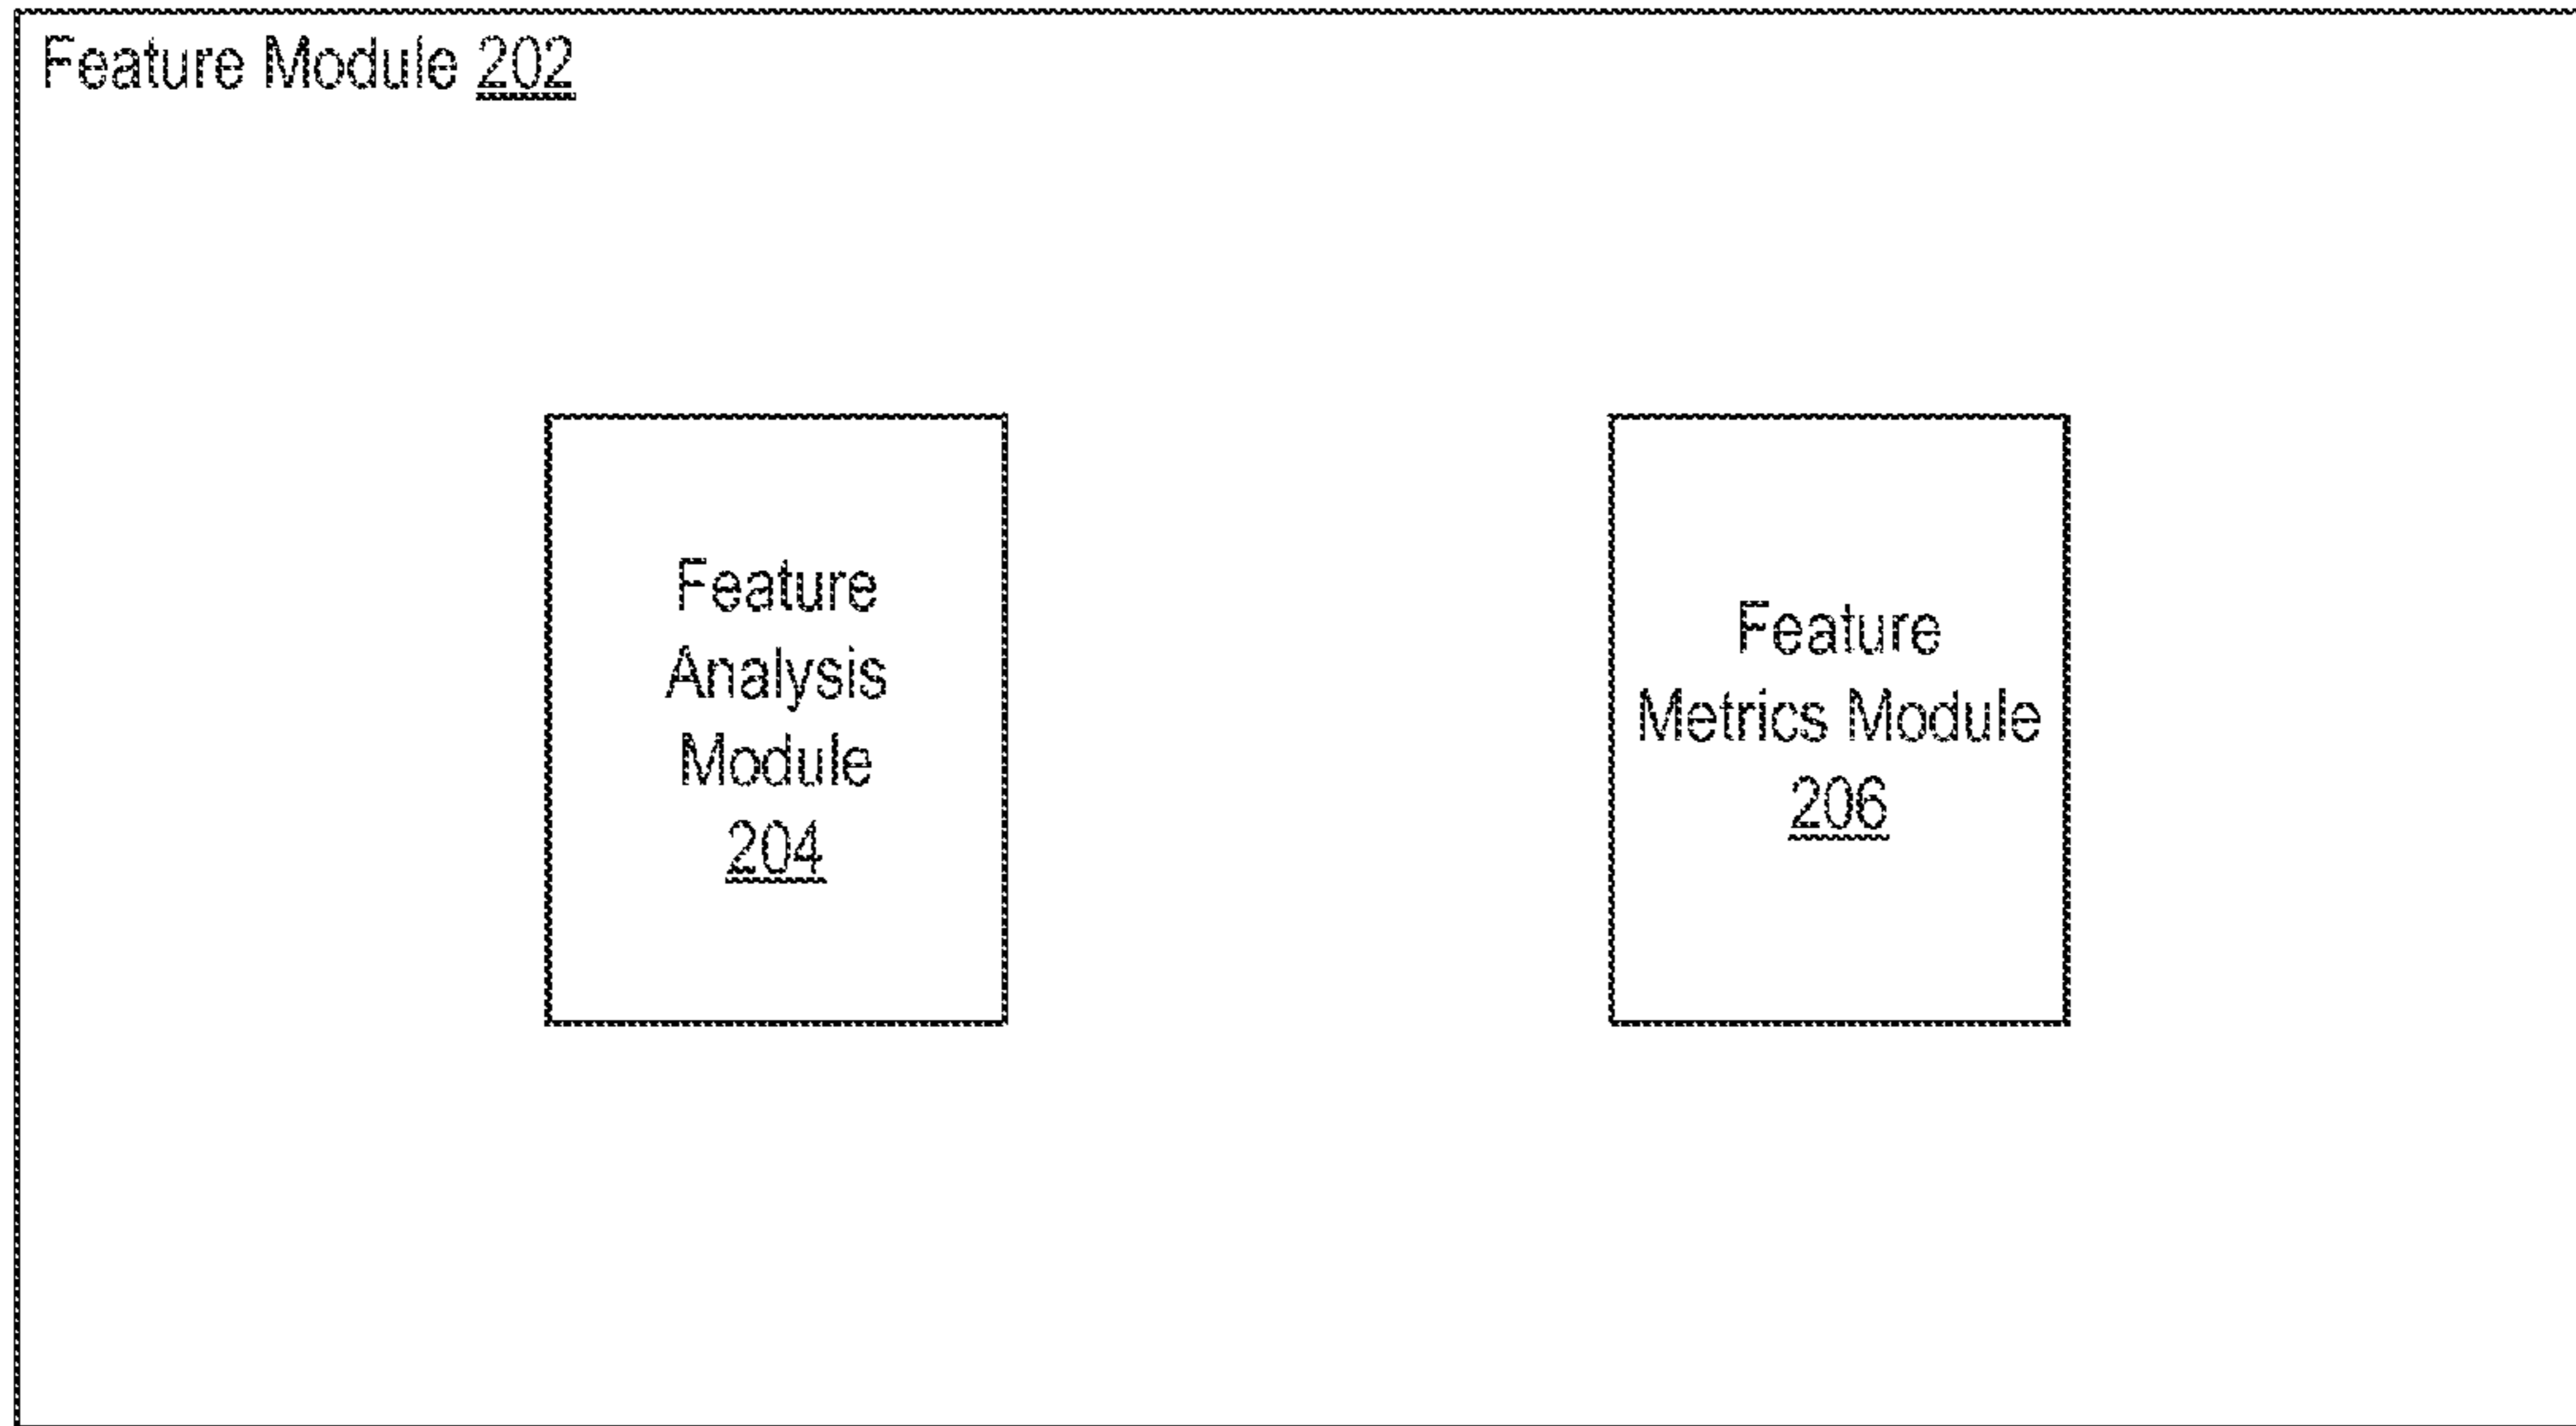 Feature Module 202
Feature
Analysis
Module
204
Feature
Metrics Module
206